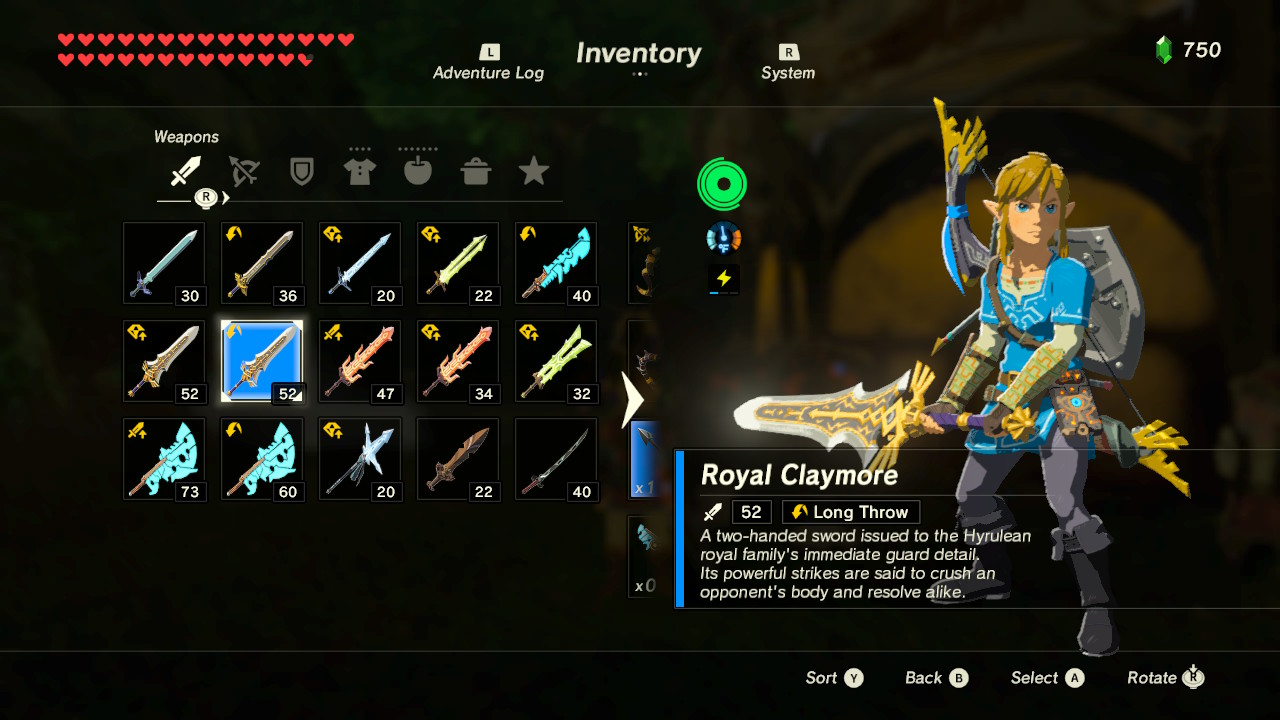 L
Inventory
R
Adventure Log
System
750
Weapons
R
30
36
20
22
40
52
52
47
34
32
73
60
20
22
40
x1
x0
Royal Claymore
52
Long Throw
A two-handed sword issued to the Hyrulean
royal family's immediate guard detail.
Its powerful strikes are said to crush an
opponent's body and resolve alike.
Sort Y
Back B
Select A
Rotate R